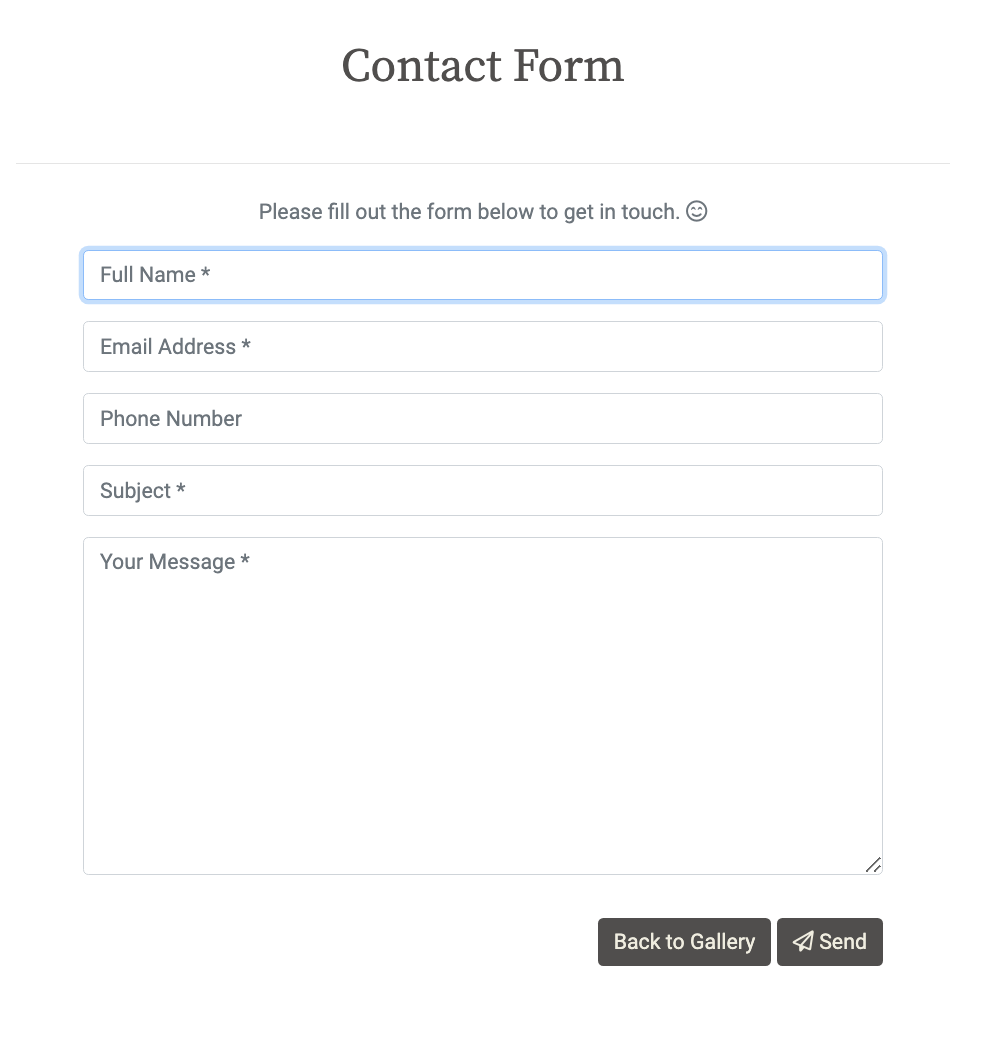 Contact Form
Please fill out the form below to get in touch. 😊
Full Name *
Email Address *
Phone Number
Subject *
Your Message *
Back to Gallery
Send